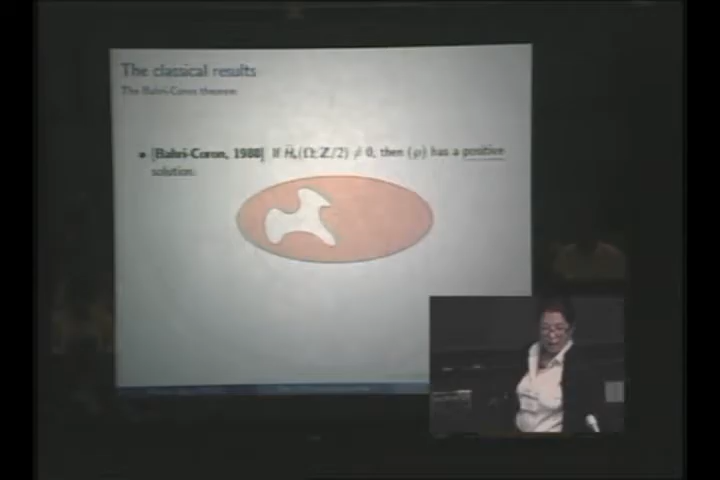 The classical results
The Bahri-Coron theorem
• [Bahri-Coron, 1988] If H̃*(Ω;Z/2) ≠ 0, then (℘) has a positive
solution.